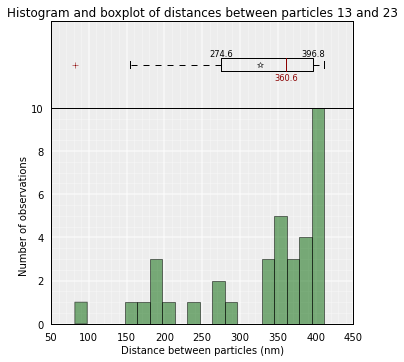 Histogram and boxplot of distances between particles 13 and 23
274.6
396.8
360.6
10
8
6
4
2
0
Number of observations
50 100 150 200 250 300 350 400 450
Distance between particles (nm)